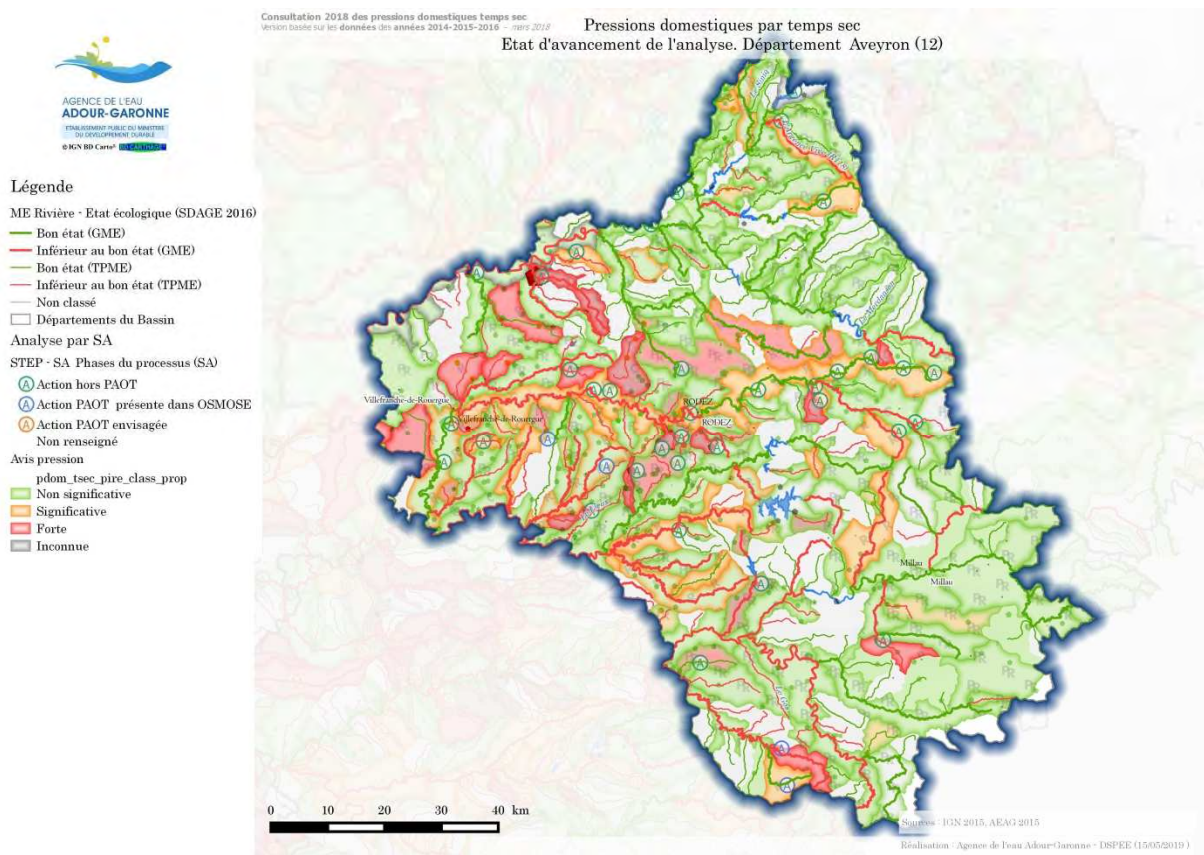 Consultation 2018 des pressions domestiques temps sec
Version basée sur les données des années 2014-2015-2016 - mars 2018
Pressions domestiques par temps sec
Etat d'avancement de l'analyse. Département Aveyron (12)
AGENCE DE L'EAU
ADOUR-GARONNE
ETABLISSEMENT PUBLIC DU MINISTERE
DU DEVELOPPEMENT DURABLE
© IGN BD Carto® BD CARTHAGE®
Légende
ME Rivière - Etat écologique (SDAGE 2016)
Bon état (GME)
Inférieur au bon état (GME)
Bon état (TPME)
Inférieur au bon état (TPME)
Non classé
Départements du Bassin
Analyse par SA
STEP - SA Phases du processus (SA)
A Action hors PAOT
A Action PAOT présente dans OSMOSE
A Action PAOT envisagée
Non renseigné
Avis pression
pdom_tsec_pire_class_prop
Non significative
Significative
Forte
Inconnue
Villefranche-de-Rouergue
Villefranche-de-Rouergue
RODEZ
RODEZ
Millau
Millau
0 10 20 30 40 km
Sources : IGN 2015, AEAG 2015
Réalisation : Agence de l'eau Adour-Garonne - DSPEE (15/05/2019 )